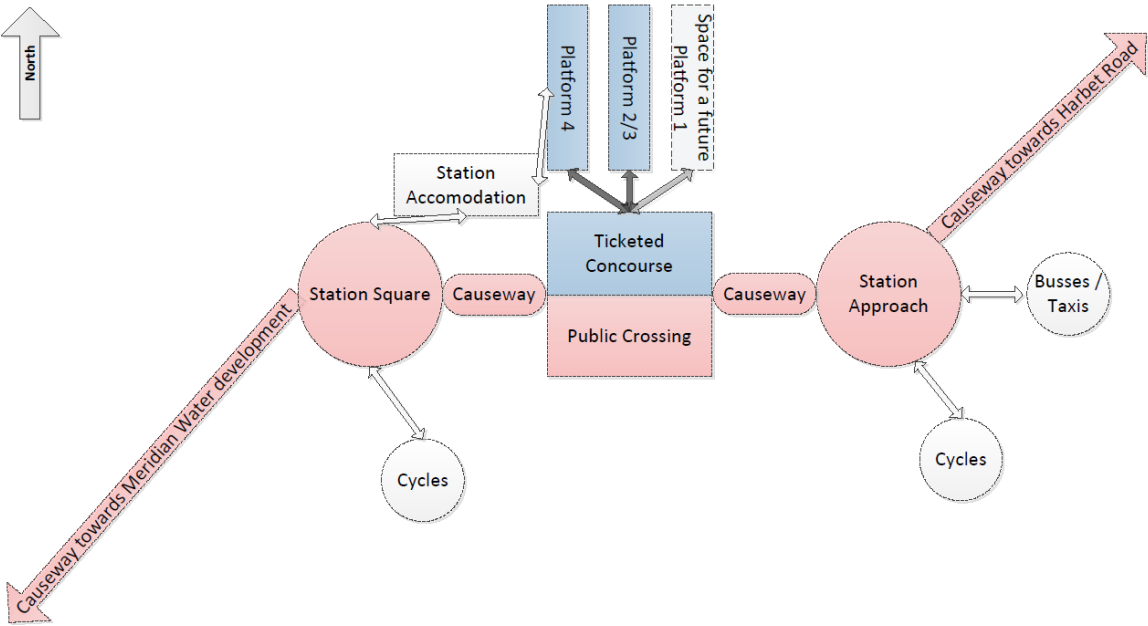 North
Platform 4
Platform 2/3
Space for a future
Platform 1
Causeway towards Harbet Road
Station
Accomodation
Ticketed
Concourse
Station Square
Causeway
Public Crossing
Causeway
Station
Approach
Busses /
Taxis
Causeway towards Meridian Water development
Cycles
Cycles